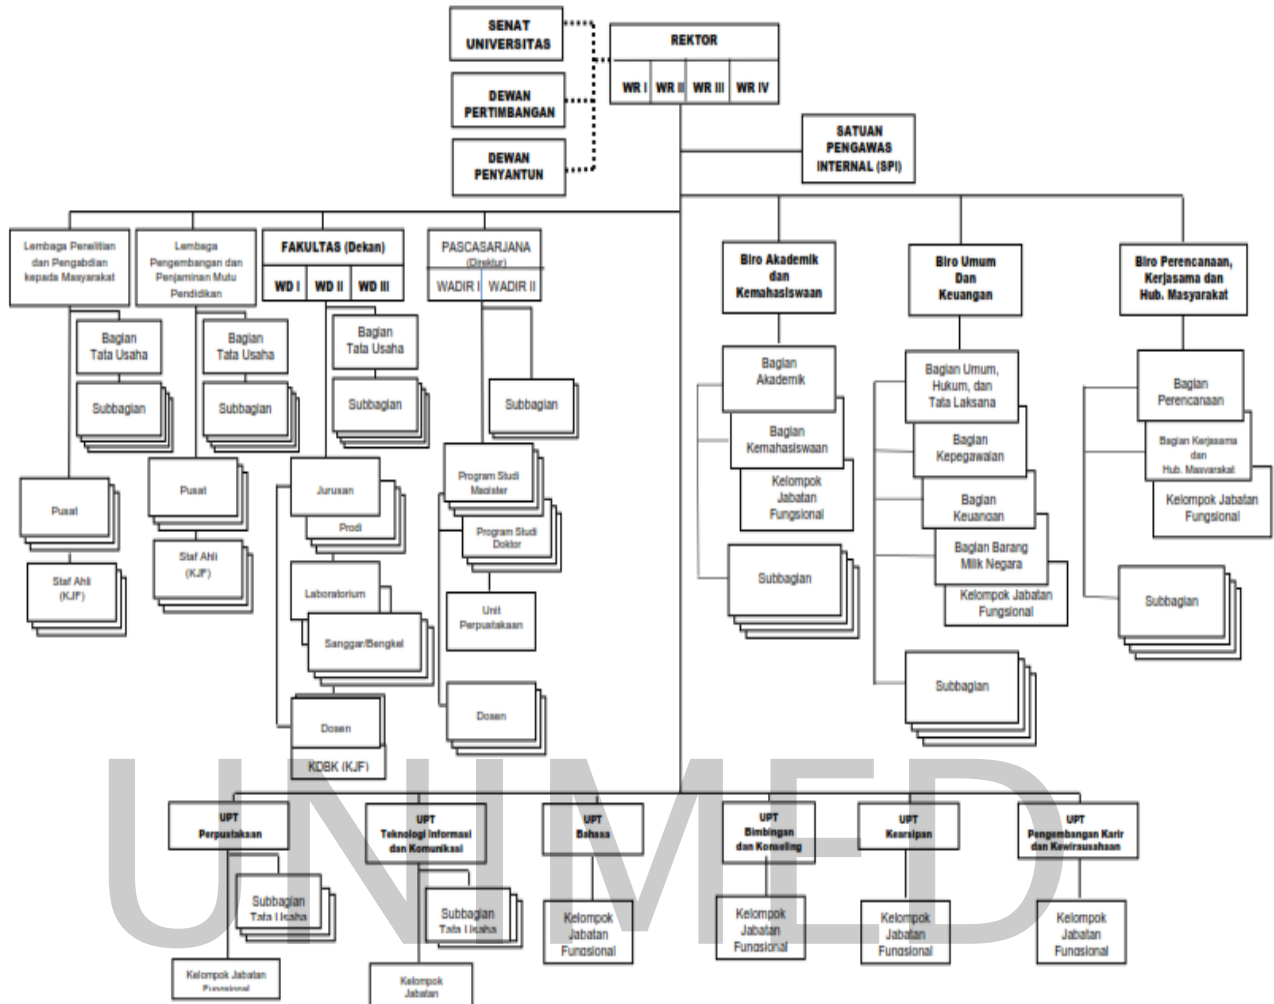 SENAT
UNIVERSITAS
REKTOR
WR I WR II WR III WR IV
DEWAN
PERTIMBANGAN
DEWAN
PENYANTUN
SATUAN
PENGAWAS
INTERNAL (SPI)
Lembaga Penelitian
dan Pengabdian
kepada Masyarakat
Lembaga
Pengembangan dan
Penjaminan Mutu
Pendidikan
FAKULTAS (Dekan)
WD I WD II WD III
PASCASARJANA
(Direktur)
WADIR I WADIR II
Biro Akademik
dan
Kemahasiswaan
Biro Umum
Dan
Keuangan
Biro Perencanaan,
Kerjasama dan
Hub. Masyarakat
Bagian
Tata Usaha
Subbagian
Pusat
Staf Ahli
(KJF)
Bagian
Tata Usaha
Subbagian
Pusat
Staf Ahli
(KJF)
Bagian
Tata Usaha
Subbagian
Jurusan
Prodi
Laboratorium
Sanggar/Bengkel
Dosen
KDBK (KJF)
Subbagian
Program Studi
Magister
Program Studi
Doktor
Unit
Perpustakaan
Dosen
Bagian
Akademik
Bagian
Kemahasiswaan
Kelompok
Jabatan
Fungsional
Subbagian
Bagian Umum,
Hukum, dan
Tata Laksana
Bagian
Kepegawaian
Bagian
Keuangan
Bagian Barang
Milik Negara
Kelompok Jabatan
Fungsional
Subbagian
Bagian
Perencanaan
Bagian Kerjasama
dan
Hub. Masyarakat
Kelompok Jabatan
Fungsional
Subbagian
UNIMED
UPT
Perpustakaan
Subbagian
Tata Usaha
Kelompok Jabatan
Fungsional
UPT
Teknologi Informasi
dan Komunikasi
Subbagian
Tata Usaha
Kelompok
Jabatan
UPT
Bahasa
Kelompok
Jabatan
Fungsional
UPT
Bimbingan
dan Konseling
Kelompok
Jabatan
Fungsional
UPT
Kearsipan
Kelompok
Jabatan
Fungsional
UPT
Pengembangan Karir
dan Kewirausahaan
Kelompok
Jabatan
Fungsional